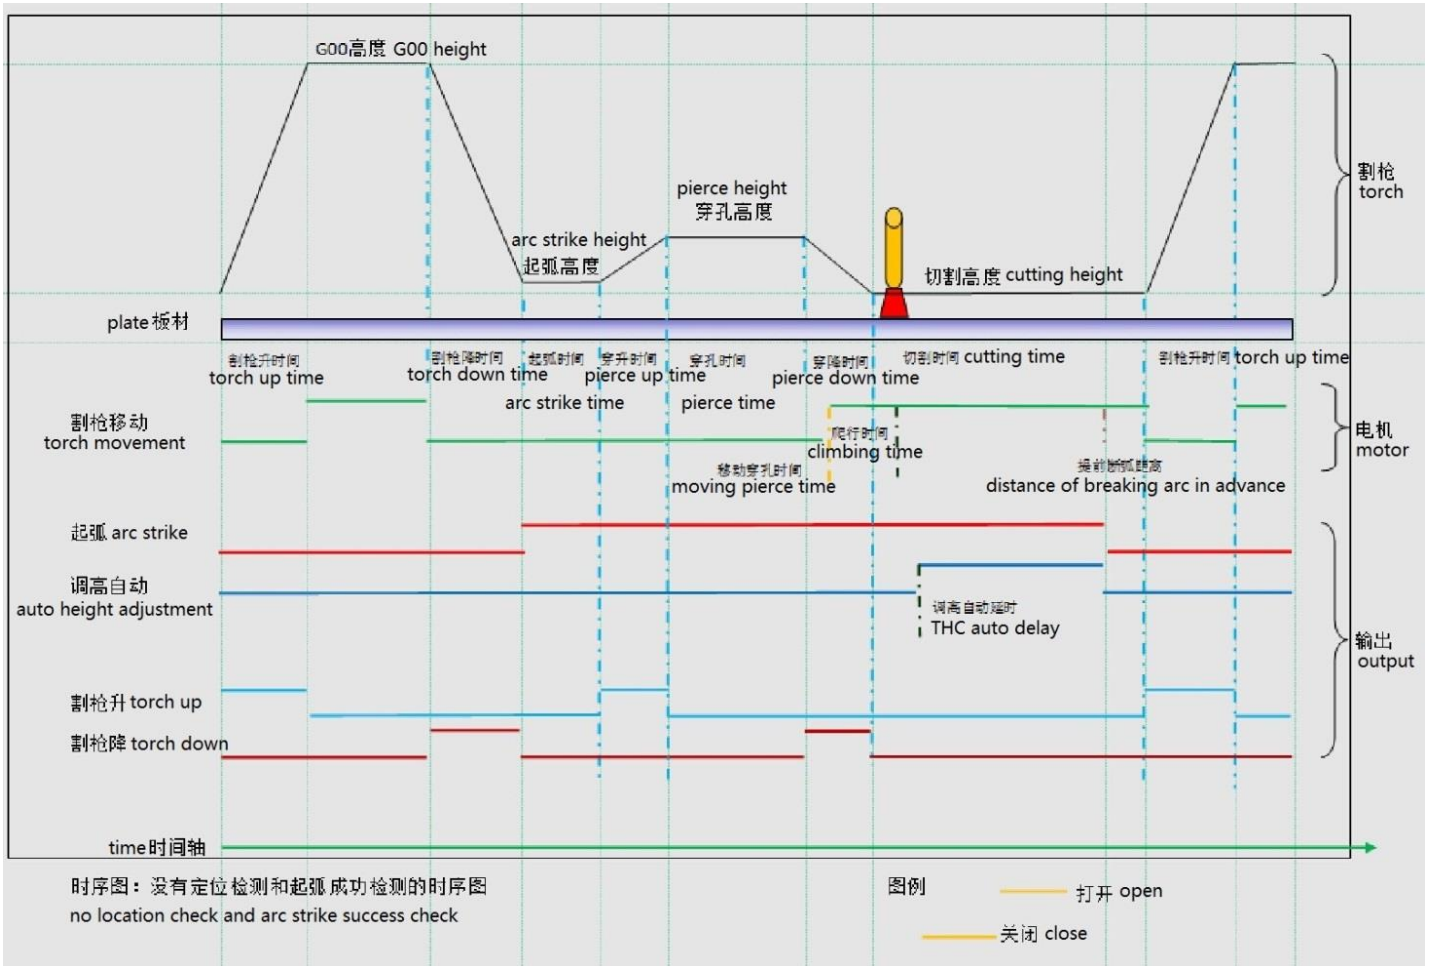 G00高度 G00 height
pierce height
穿孔高度
arc strike height
起弧高度
切割高度 cutting height
割枪
torch
plate 板材
割枪升时间
torch up time
割枪降时间
torch down time
起弧时间
arc strike time
穿升时间
pierce up time
穿孔时间
pierce time
穿降时间
pierce down time
切割时间 cutting time
割枪升时间 torch up time
割枪移动
torch movement
爬行时间
climbing time
移动穿孔时间
moving pierce time
提前断弧距离
distance of breaking arc in advance
电机
motor
起弧 arc strike
调高自动
auto height adjustment
调高自动延时
THC auto delay
输出
output
割枪升 torch up
割枪降 torch down
time 时间轴
时序图：没有定位检测和起弧成功检测的时序图
no location check and arc strike success check
图例
打开 open
关闭 close